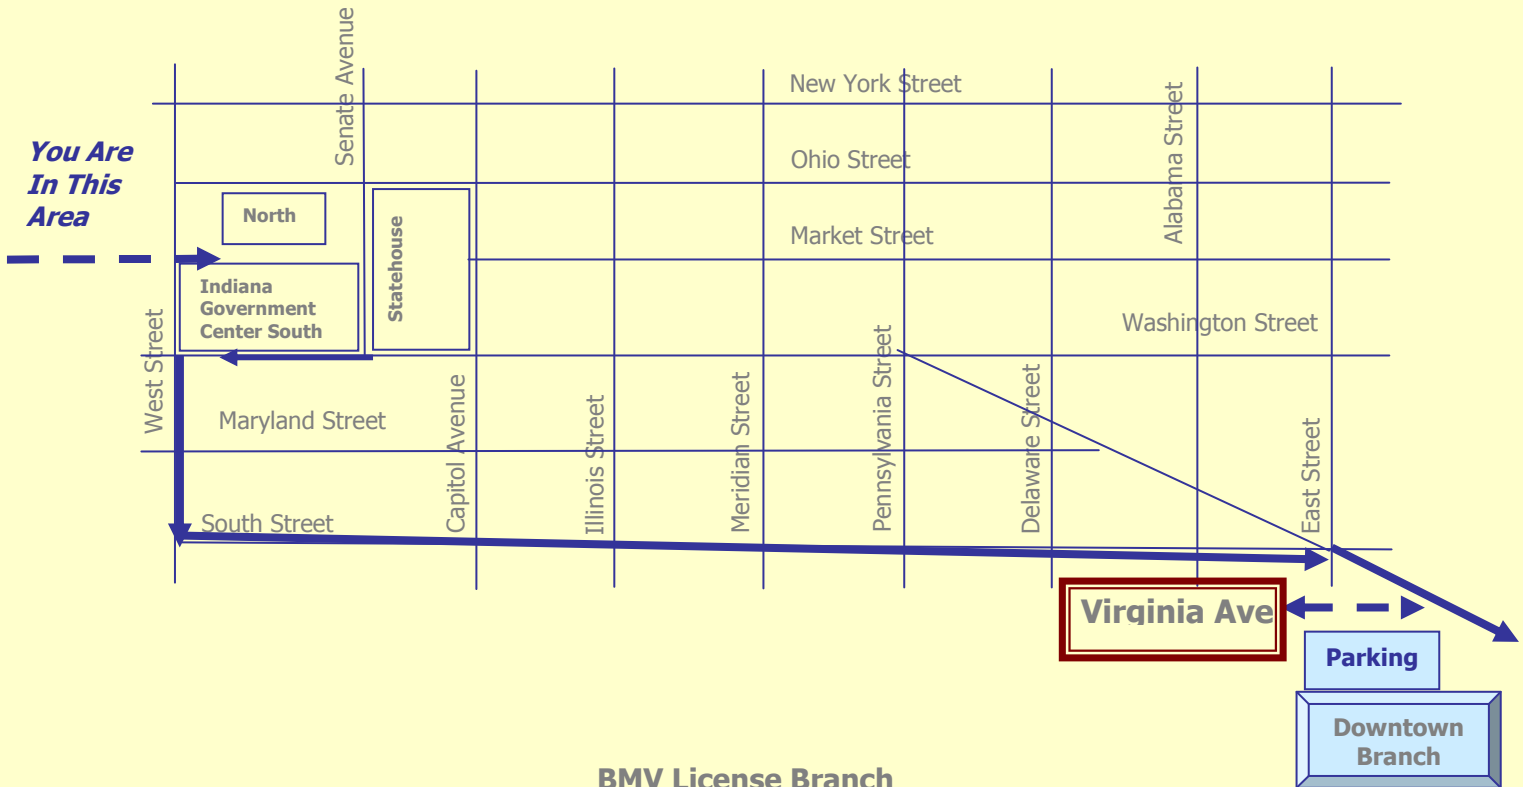 Senate Avenue
New York Street
You Are
In This
Area
Ohio Street
Alabama Street
North
Statehouse
Market Street
Indiana
Government
Center South
West Street
Washington Street
Maryland Street
Capitol Avenue
Illinois Street
Meridian Street
Pennsylvania Street
Delaware Street
East Street
South Street
Virginia Ave
Parking
Downtown
Branch
BMV License Branch